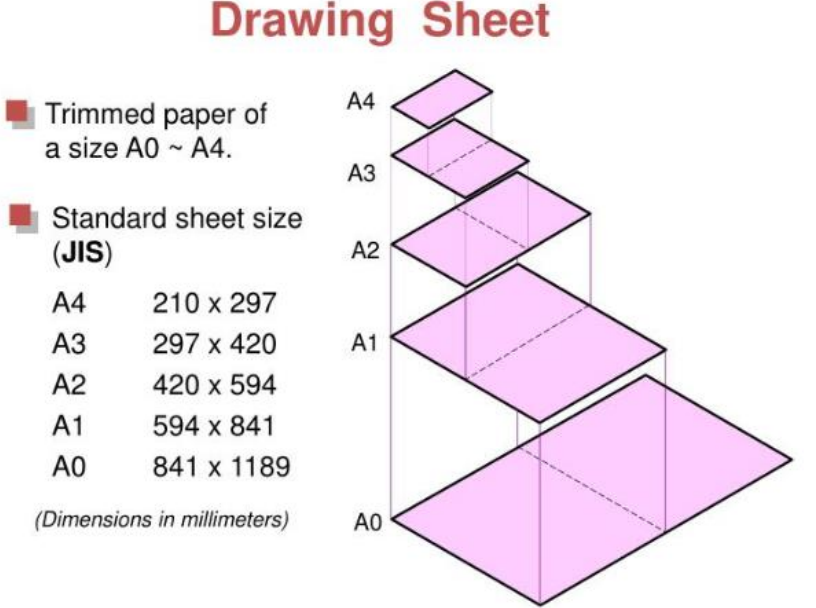 Drawing Sheet
Trimmed paper of
a size A0 ~ A4.
Standard sheet size
(JIS)
A4 210 x 297
A3 297 x 420
A2 420 x 594
A1 594 x 841
A0 841 x 1189
(Dimensions in millimeters)
A4
A3
A2
A1
A0